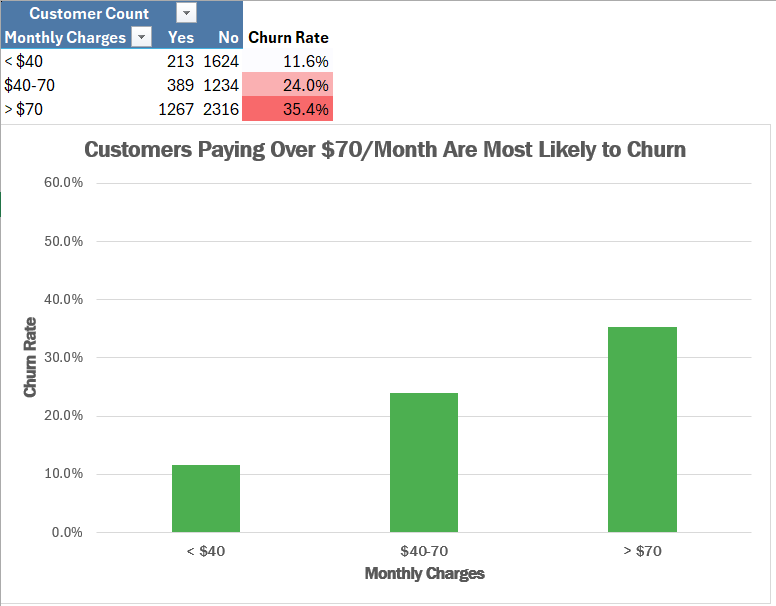 Customer Count
Monthly Charges Yes No Churn Rate
< $40 213 1624 11.6%
$40-70 389 1234 24.0%
> $70 1267 2316 35.4%
Customers Paying Over $70/Month Are Most Likely to Churn
60.0%
50.0%
40.0%
30.0%
20.0%
10.0%
0.0%
Churn Rate
< $40 $40-70 > $70
Monthly Charges